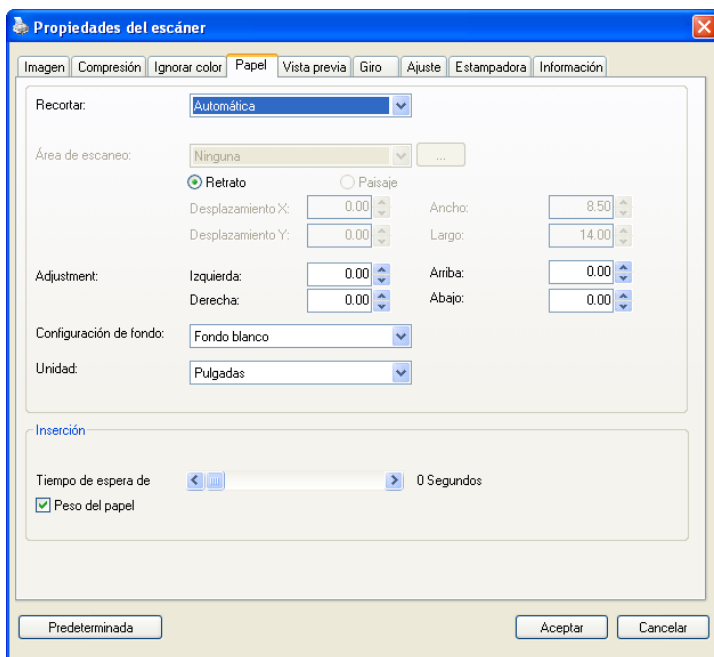 Propiedades del escáner
Imagen Compresión Ignorar color Papel Vista previa Giro Ajuste Estampadora Información
Recortar: Automática
Área de escaneo: Ninguna ...
Retrato Paisaje
Desplazamiento X: 0.00 Ancho: 8.50
Desplazamiento Y: 0.00 Largo: 14.00
Adjustment: Izquierda: 0.00 Arriba: 0.00
Derecha: 0.00 Abajo: 0.00
Configuración de fondo: Fondo blanco
Unidad: Pulgadas
Inserción
Tiempo de espera de 0 Segundos
Peso del papel
Predeterminada Aceptar Cancelar